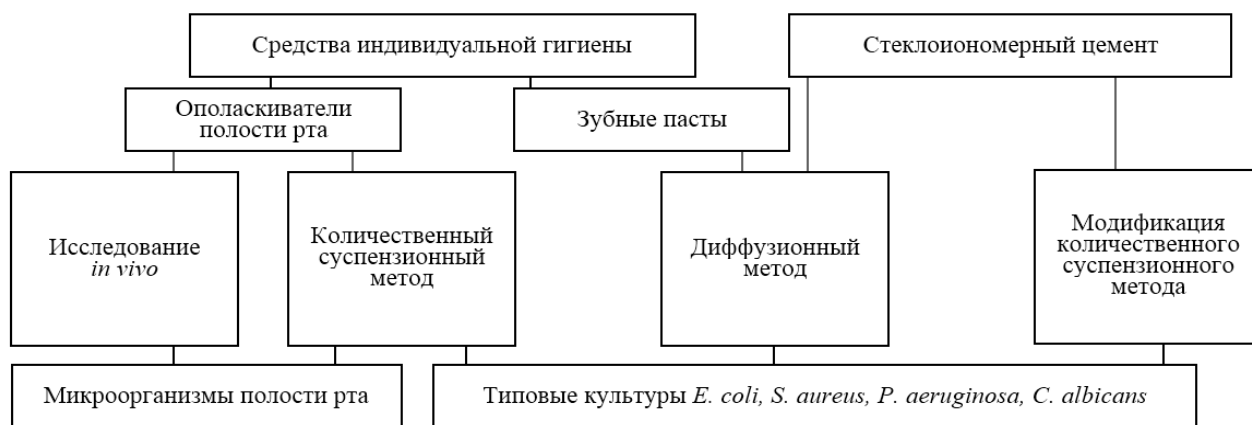 Средства индивидуальной гигиены
Стеклоиономерный цемент
Ополаскиватели
полости рта
Зубные пасты
Исследование
in vivo
Количественный
суспензионный
метод
Диффузионный
метод
Модификация
количественного
суспензионного
метода
Микроорганизмы полости рта
Типовые культуры E. coli, S. aureus, P. aeruginosa, C. albicans